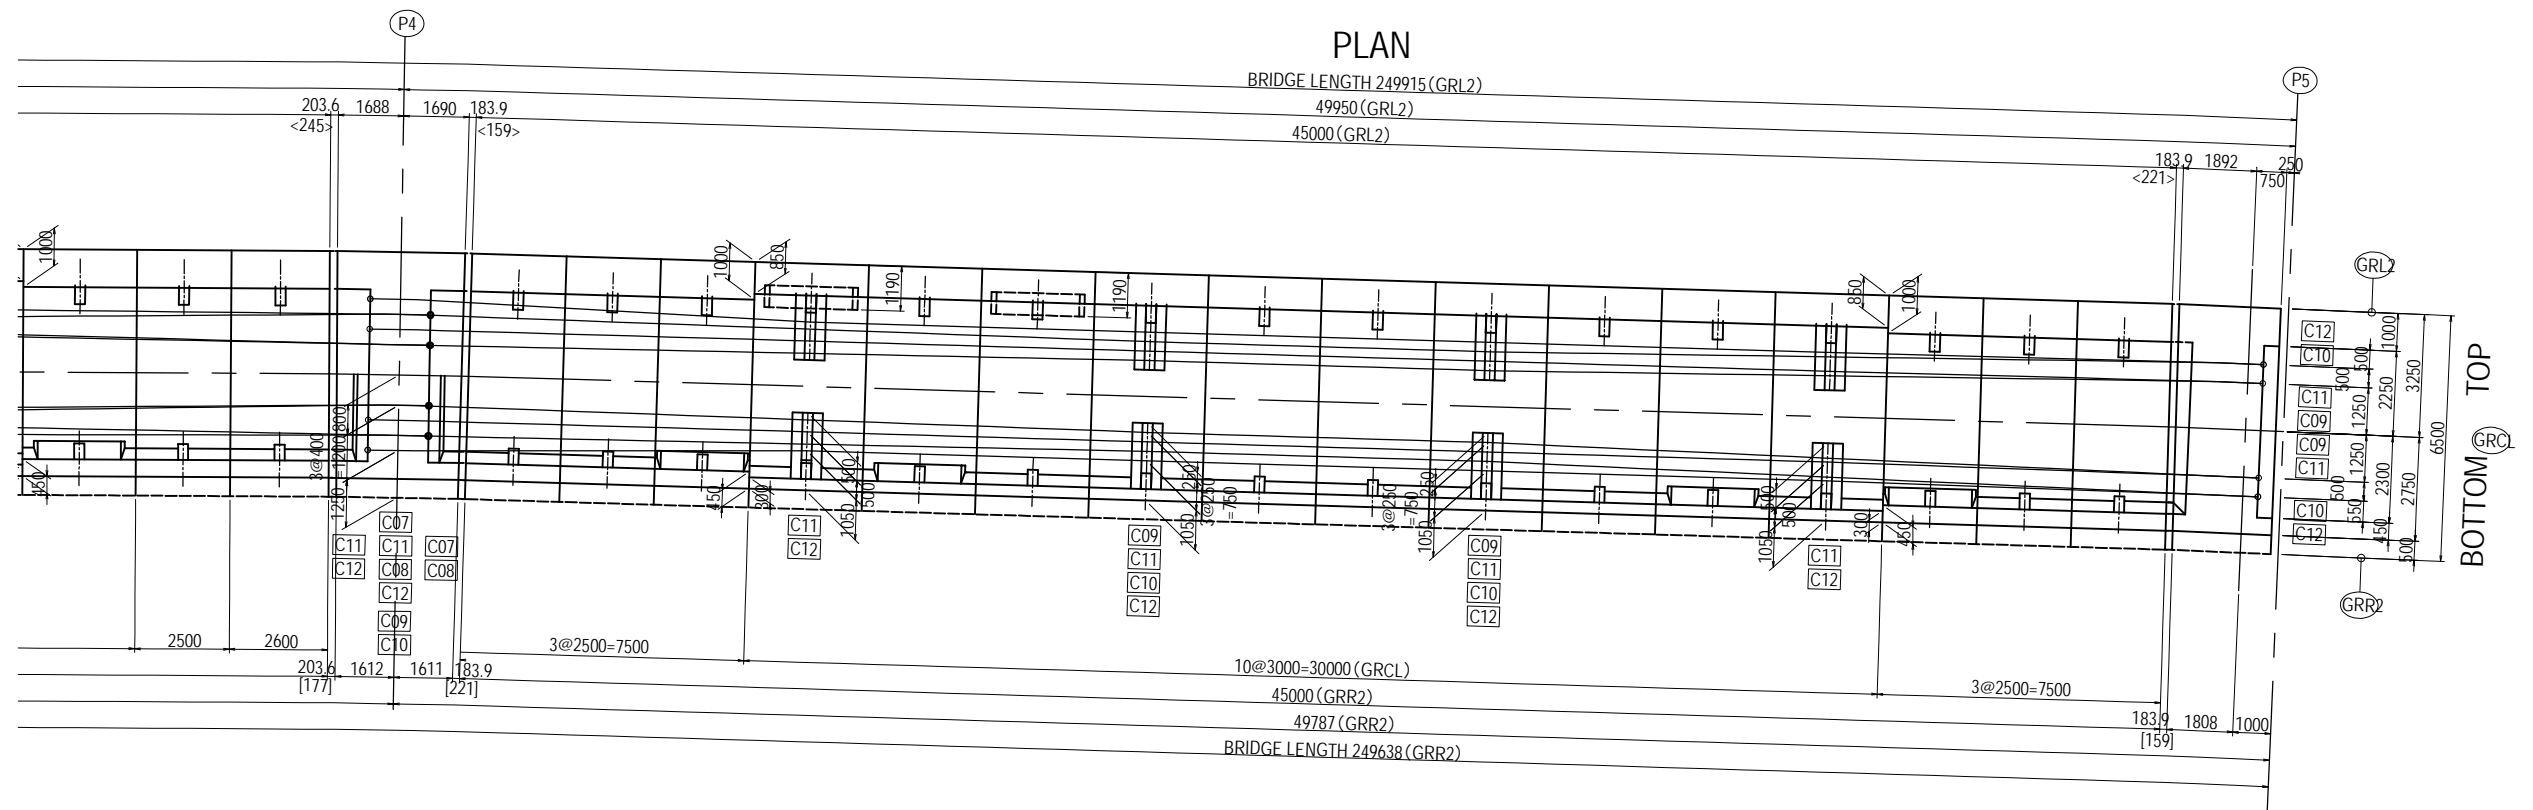 P4
PLAN
P5
BRIDGE LENGTH 249915(GRL2)
49950(GRL2)
45000(GRL2)
203.6
1688
1690
183.9
<245>
<159>
183.9
1892
250
<221>
750
1000
1000
850
1190
1190
850
1000
GRL2
C12
C10
C11
C09
C09
C11
C10
C12
500
1000
500
1250
2250
3250
1250
500
2300
2750
550
450
500
6500
TOP
GRCL
BOTTOM
GRR2
450
3@400
=1200
800
1250
450
300
500
500
1050
250
3@250
=750
1050
250
3@250
=750
1050
500
500
1050
300
450
C11
C12
C07
C11
C08
C12
C09
C10
C07
C08
C11
C12
C09
C11
C10
C12
C09
C11
C10
C12
C11
C12
2500
2600
3@2500=7500
10@3000=30000(GRCL)
3@2500=7500
203.6
1612
1611
183.9
[177]
[221]
45000(GRR2)
49787(GRR2)
183.9
1808
1000
[159]
BRIDGE LENGTH 249638(GRR2)